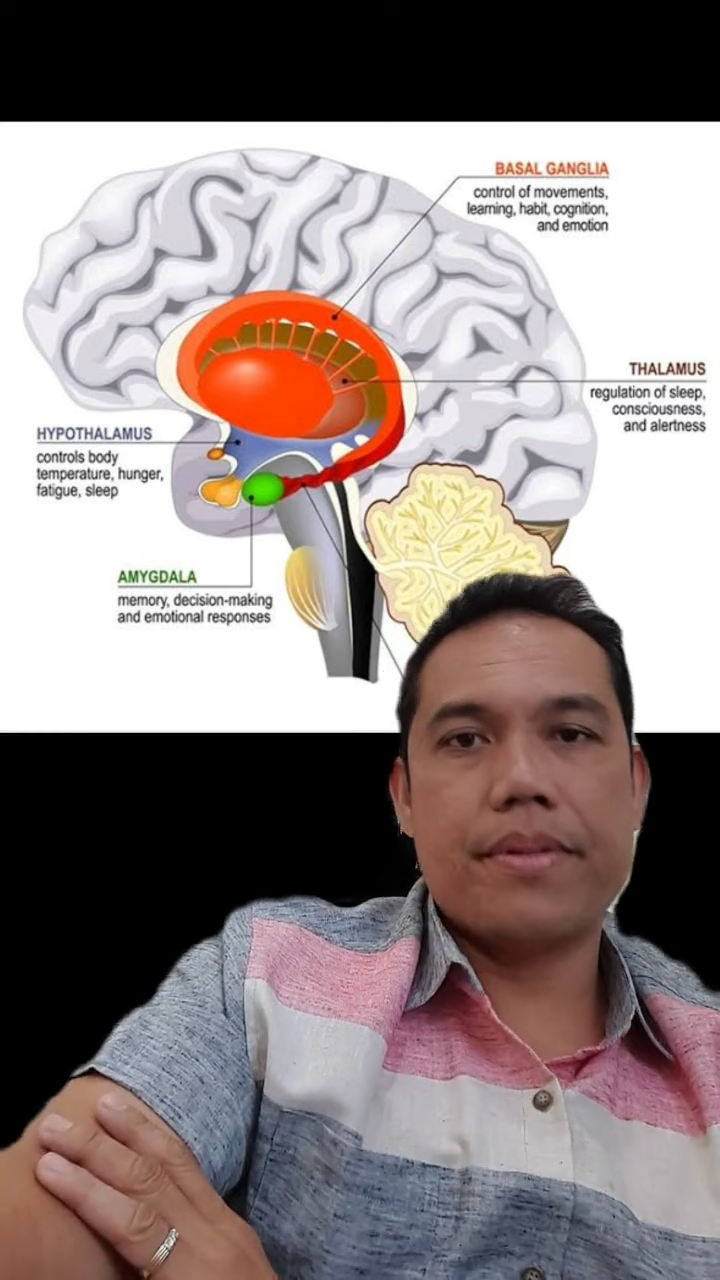 BASAL GANGLIA
control of movements,
learning, habit, cognition,
and emotion
THALAMUS
regulation of sleep,
consciousness,
and alertness
HYPOTHALAMUS
controls body
temperature, hunger,
fatigue, sleep
AMYGDALA
memory, decision-making
and emotional responses